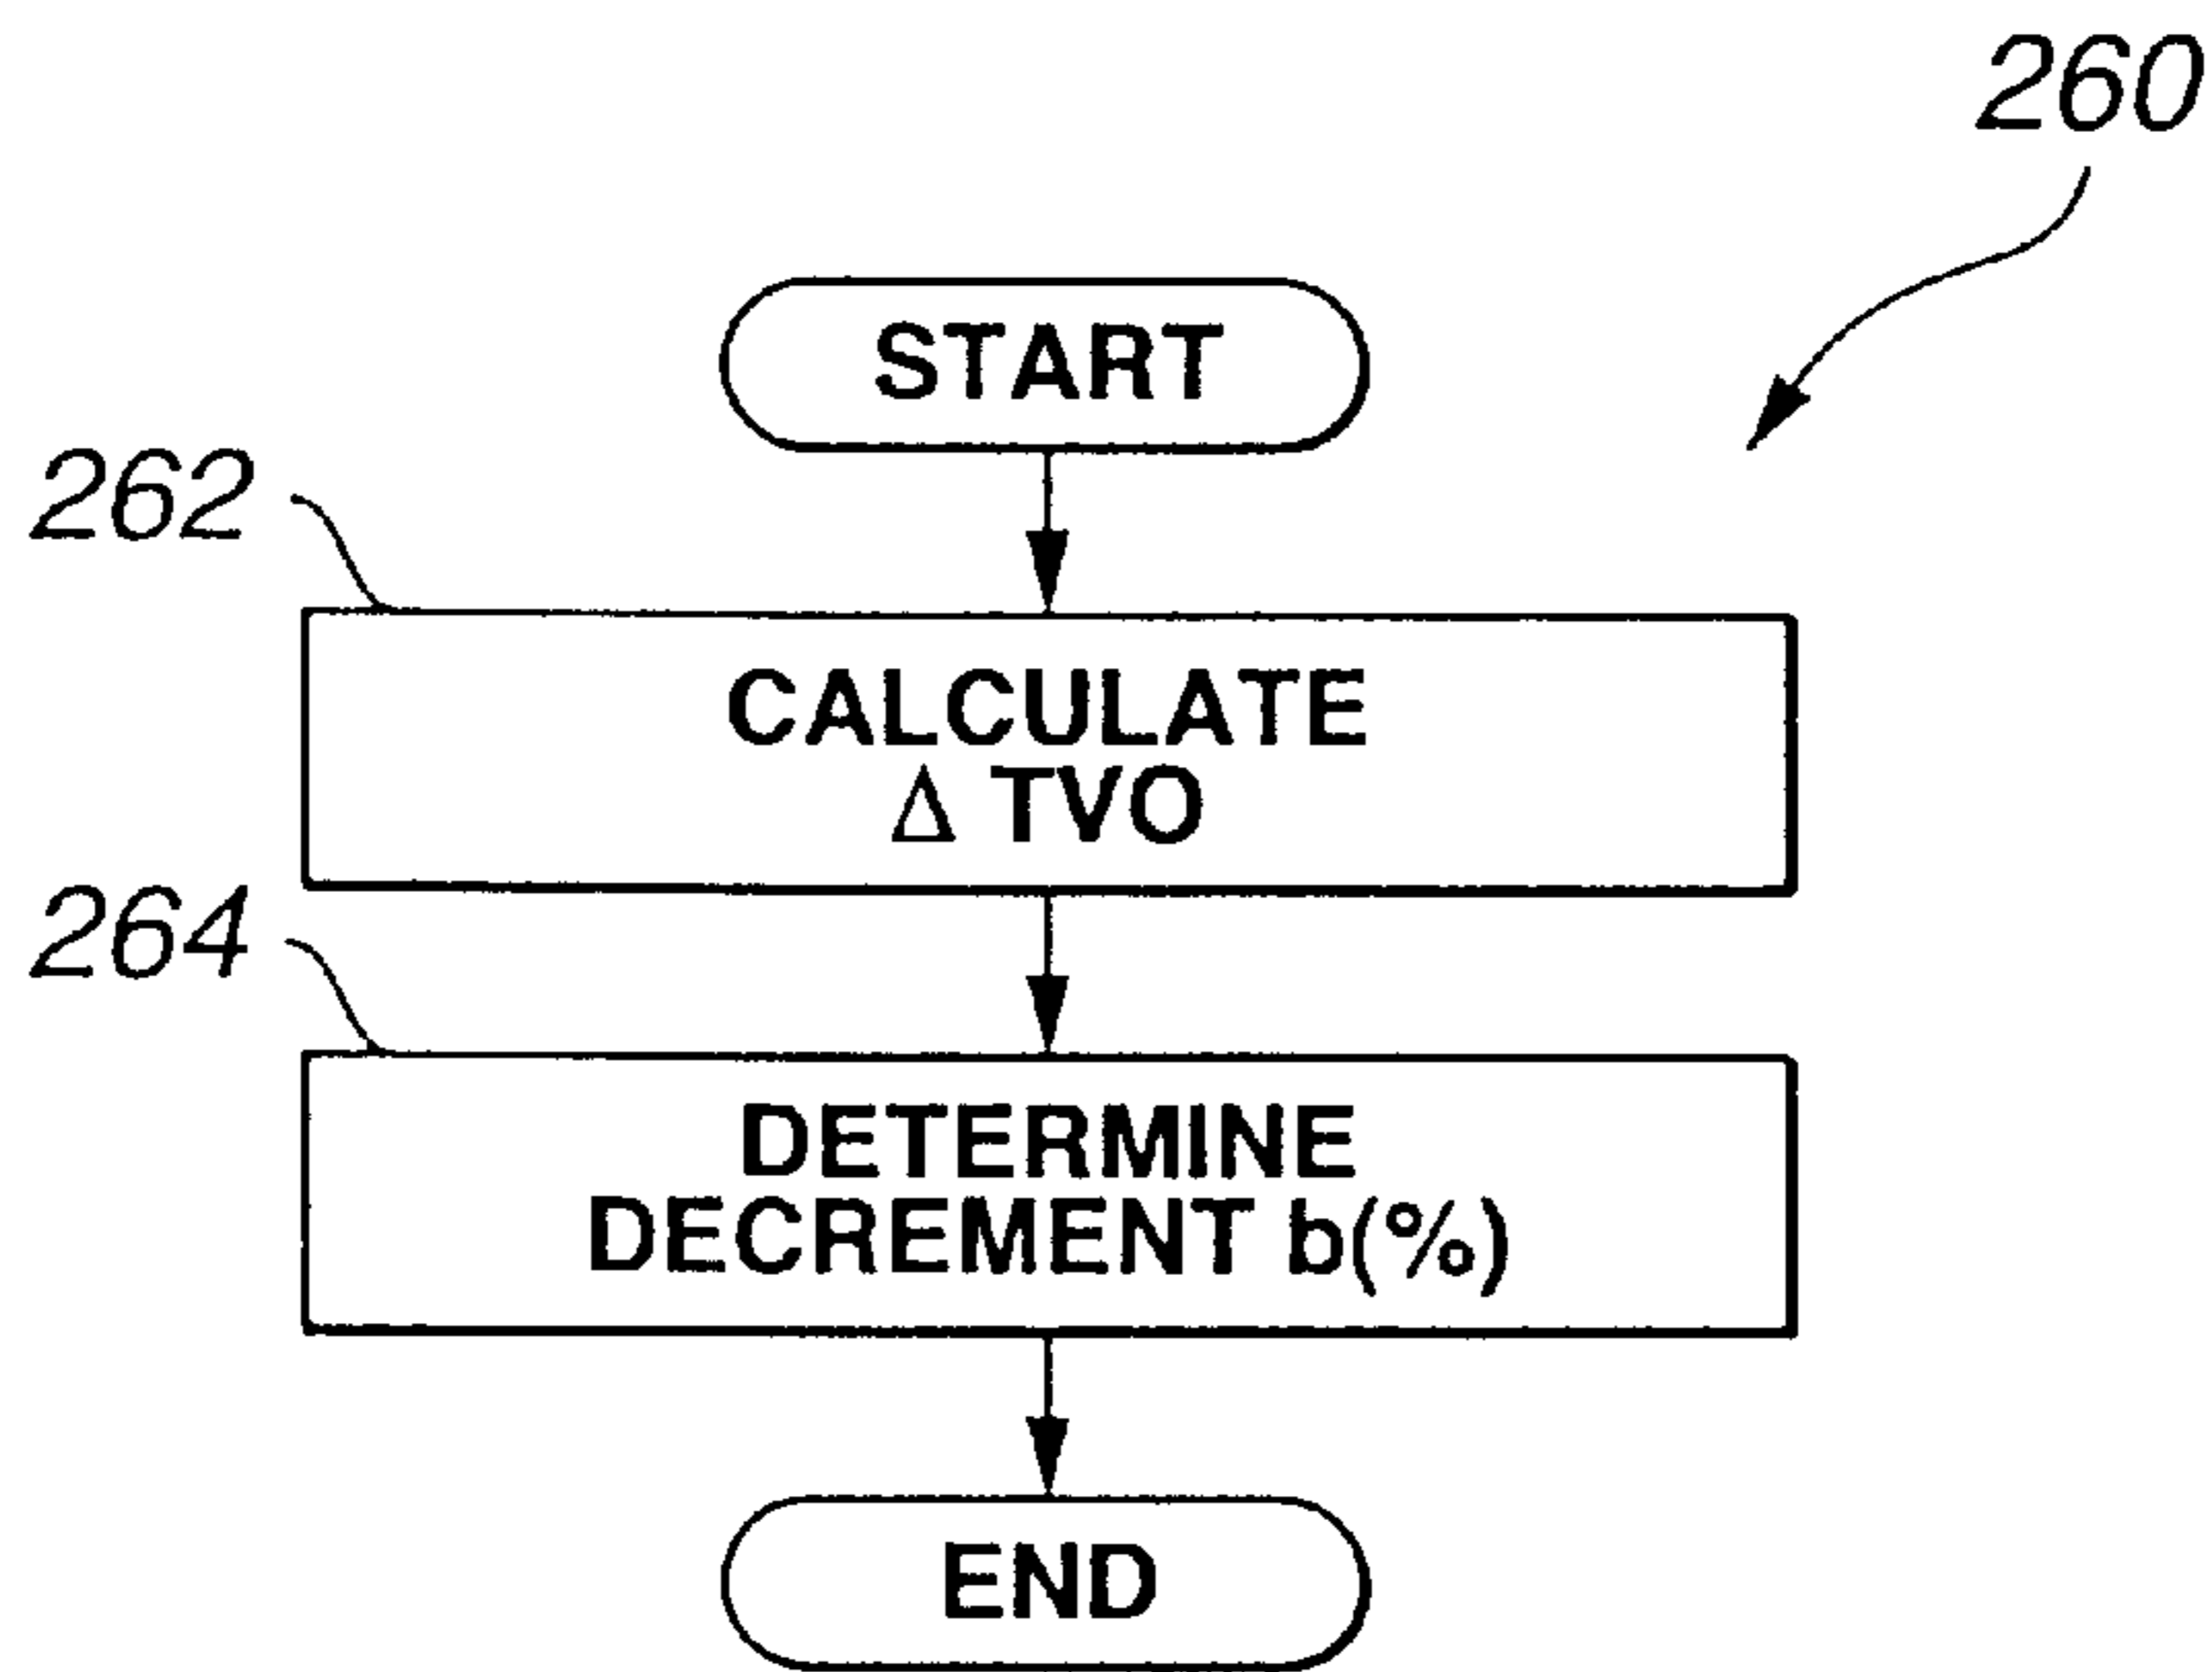 260
START
262
CALCULATE
Δ TVO
264
DETERMINE
DECREMENT b(%)
END